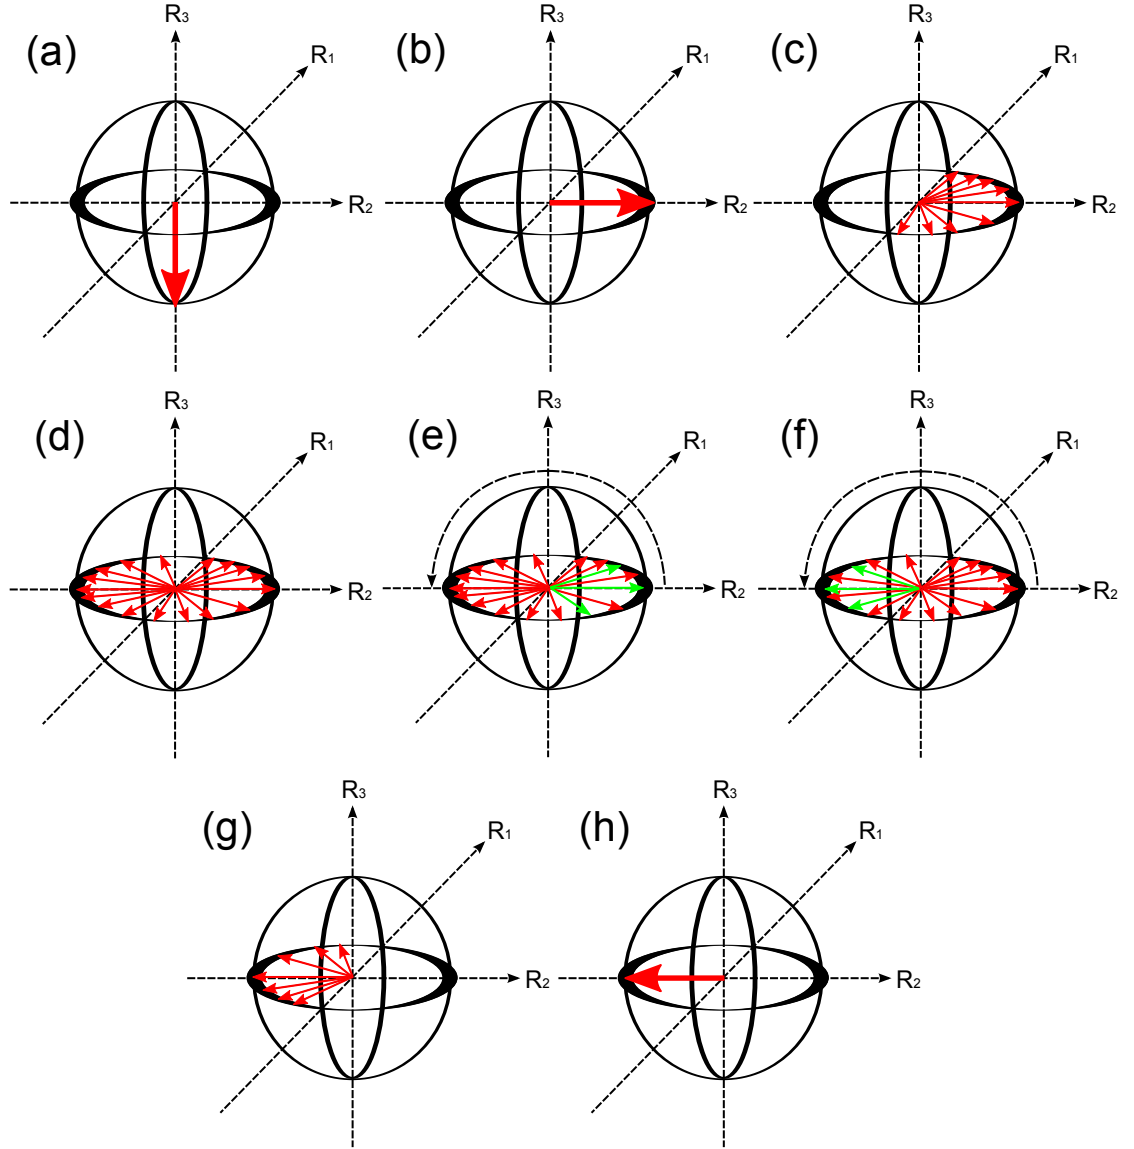 (a) R3 R1 R2
(b) R3 R1 R2
(c) R3 R1 R2
(d) R3 R1 R2
(e) R3 R1 R2
(f) R3 R1 R2
(g) R3 R1 R2
(h) R3 R1 R2